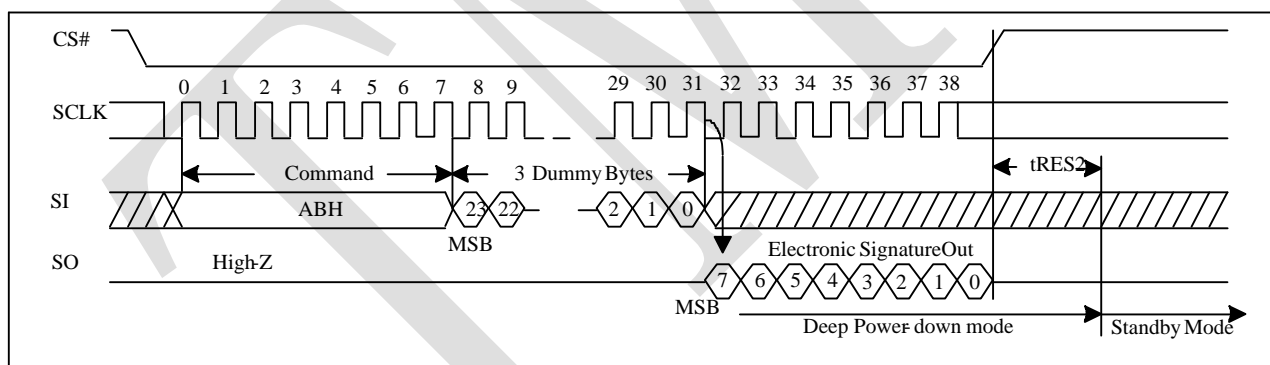 CS#
0 1 2 3 4 5 6 7 8 9 29 30 31 32 33 34 35 36 37 38
SCLK
Command 3 Dummy Bytes tRES2
SI ABH 23 22 2 1 0
MSB
SO High-Z Electronic Signature Out
7 6 5 4 3 2 1 0
MSB
Deep Power-down mode Standby Mode